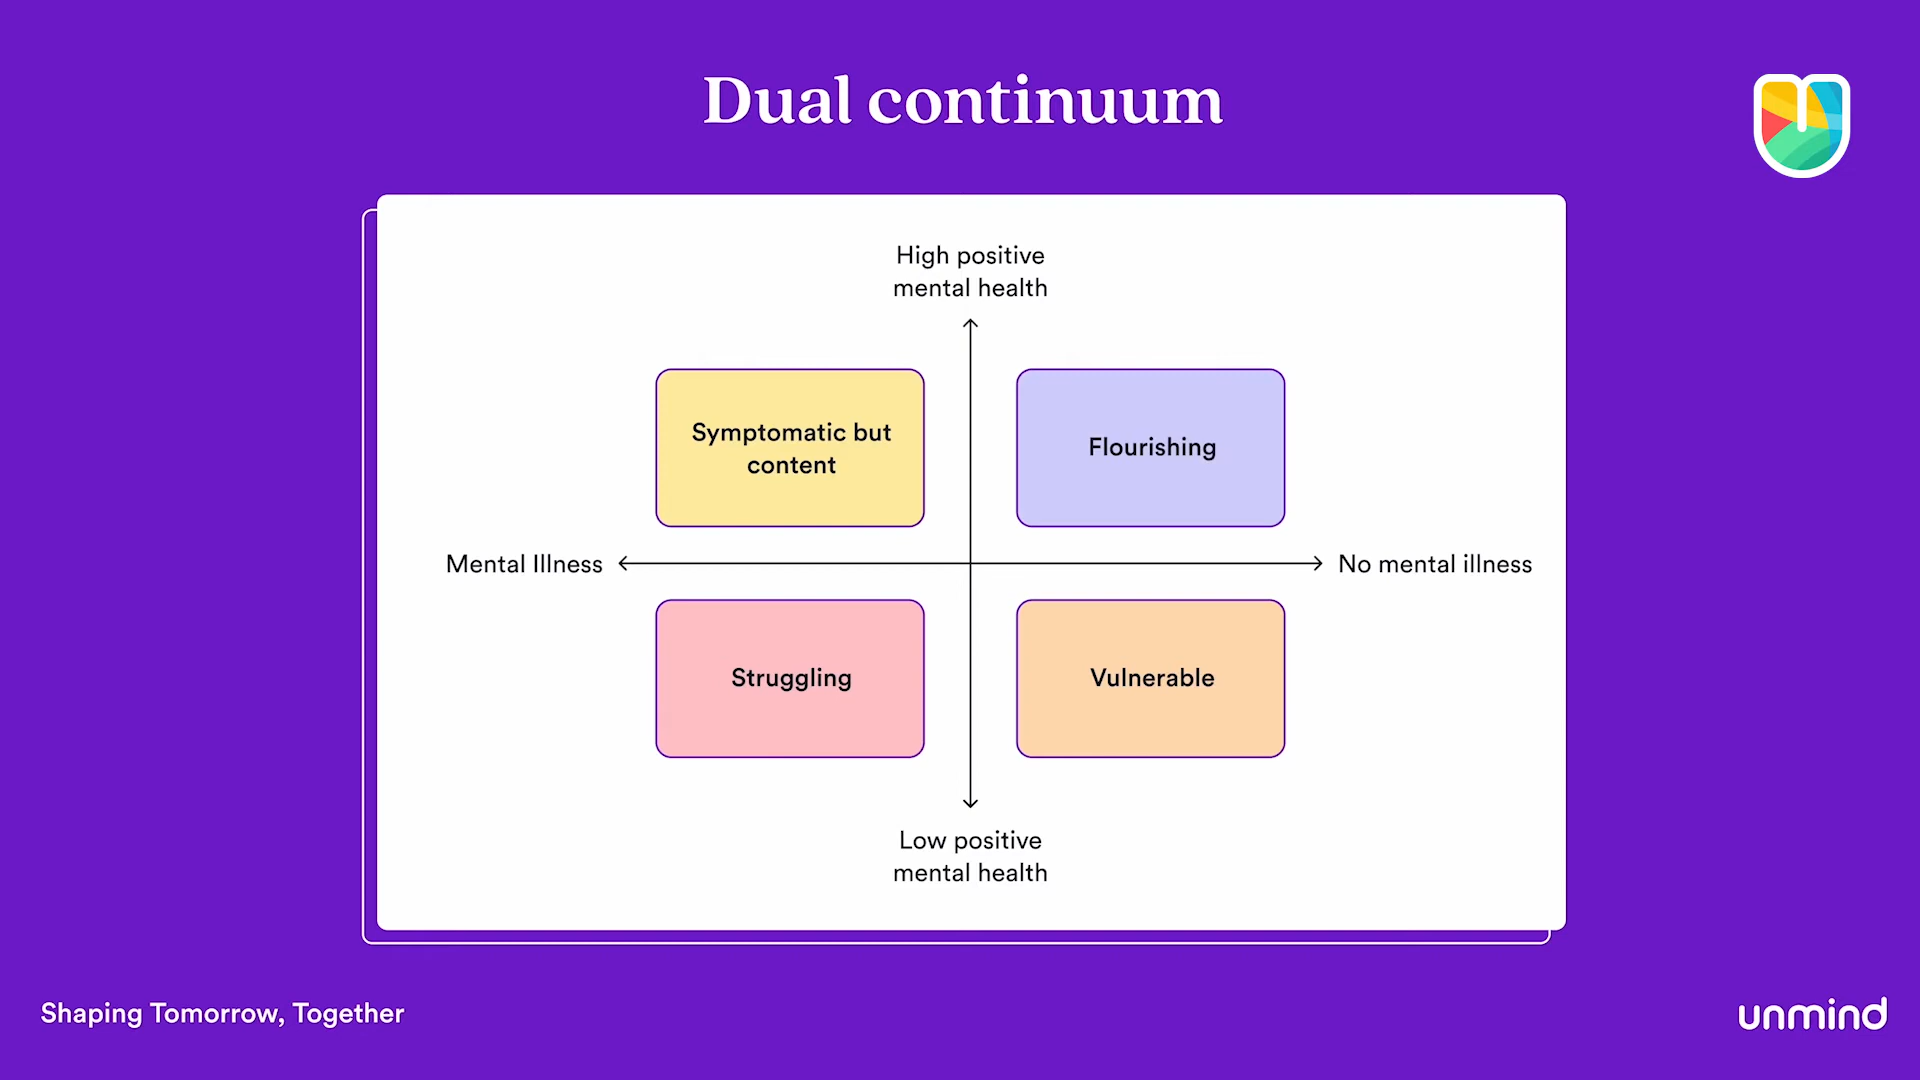 Dual continuum
High positive
mental health
Symptomatic but
content
Flourishing
Mental Illness
No mental illness
Struggling
Vulnerable
Low positive
mental health
Shaping Tomorrow, Together
unmind